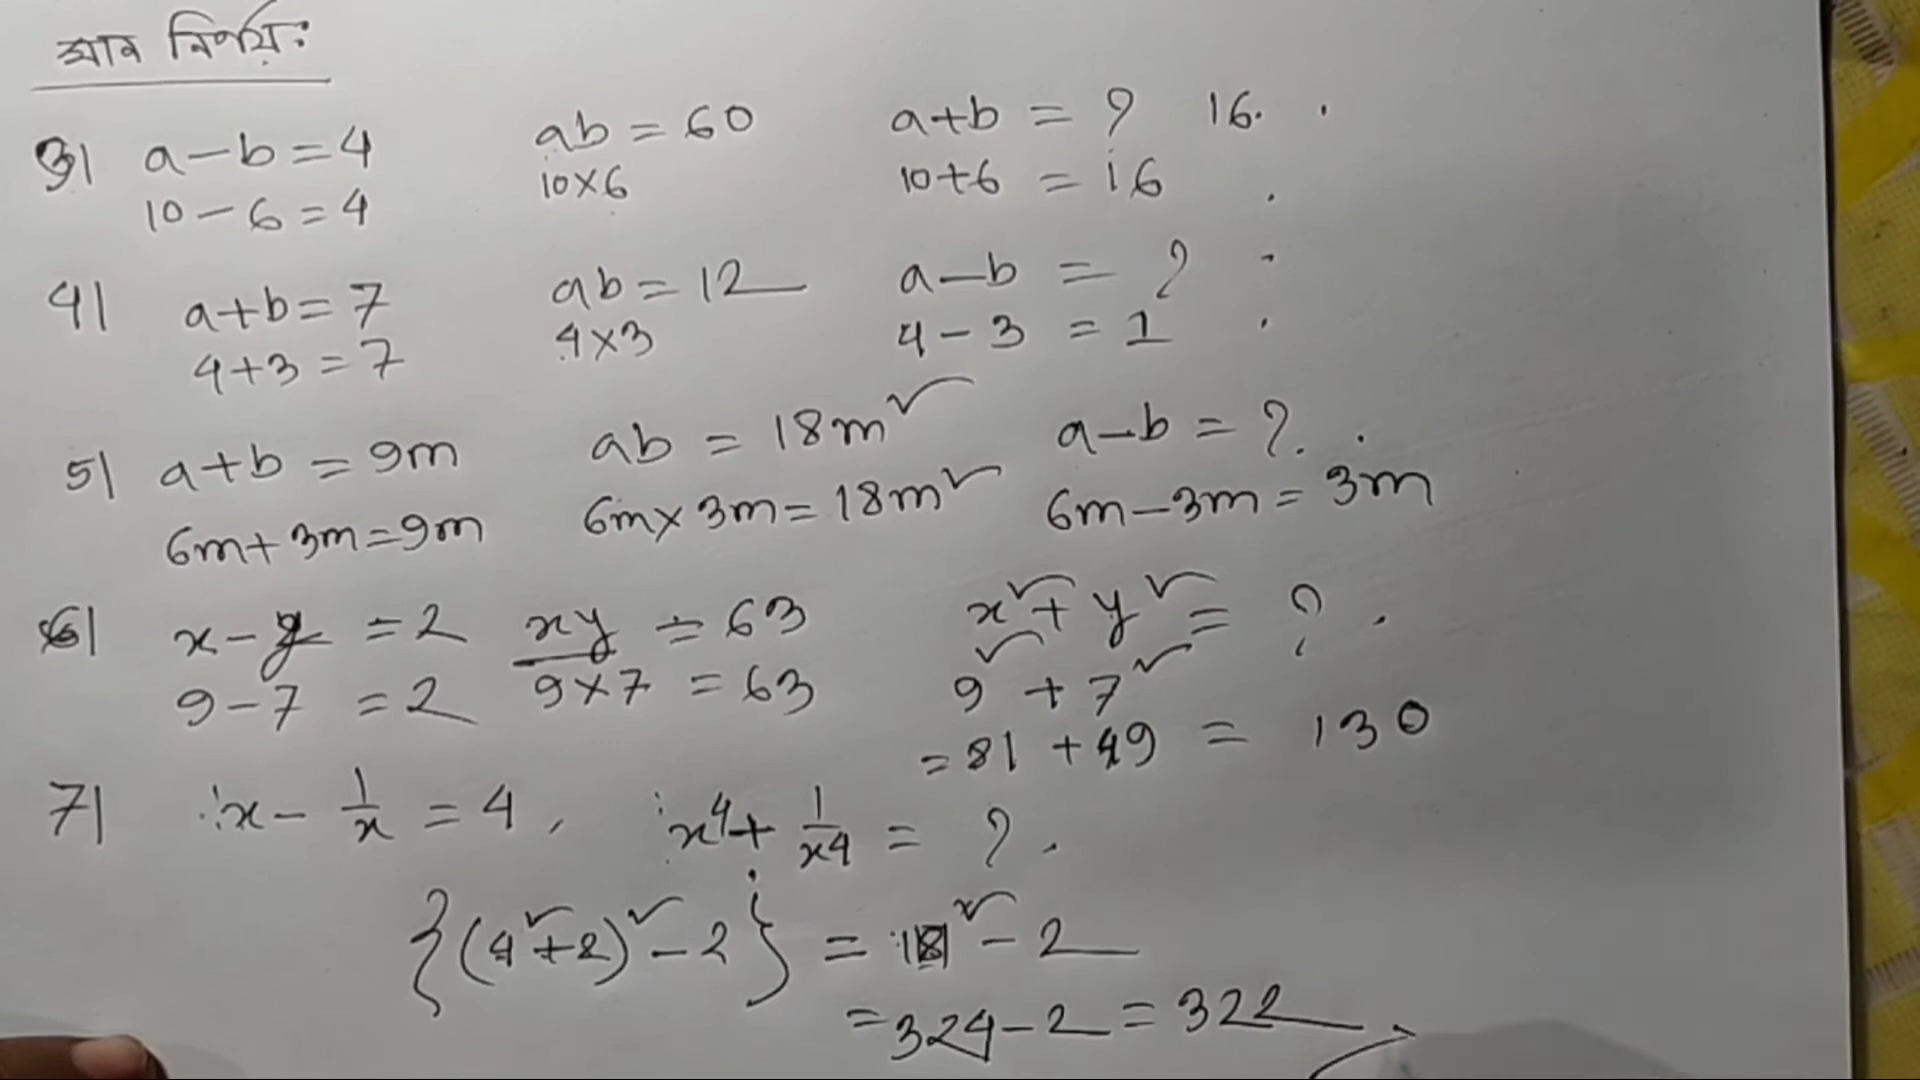 মান নির্ণয়:
3| a-b=4 ab=60 a+b = ? 16.
10-6=4 10×6 10+6 = 16
4| a+b=7 ab=12 a-b = ?
4+3=7 4×3 4-3 = 1
5| a+b=9m ab = 18m² a-b = ?.
6m+3m=9m 6m×3m=18m² 6m-3m=3m
6| x-y=2 xy=63 x²+y²= ?
9-7=2 9×7=63 9²+7²
=81+49 = 130
7| ∴x-1/x=4, ∴x⁴+1/x⁴ = ?.
{(4²+2)²-2} = 18²-2
=324-2=322